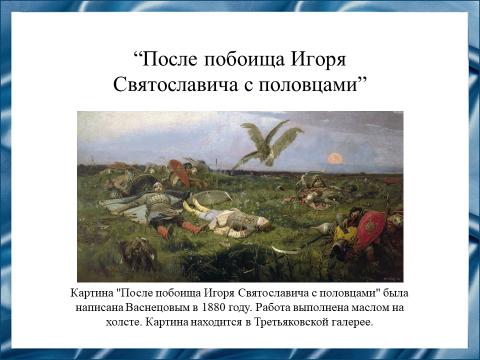 “После побоища Игоря
Святославича с половцами”
Картина "После побоища Игоря Святославича с половцами" была
написана Васнецовым в 1880 году. Работа выполнена маслом на
холсте. Картина находится в Третьяковской галерее.